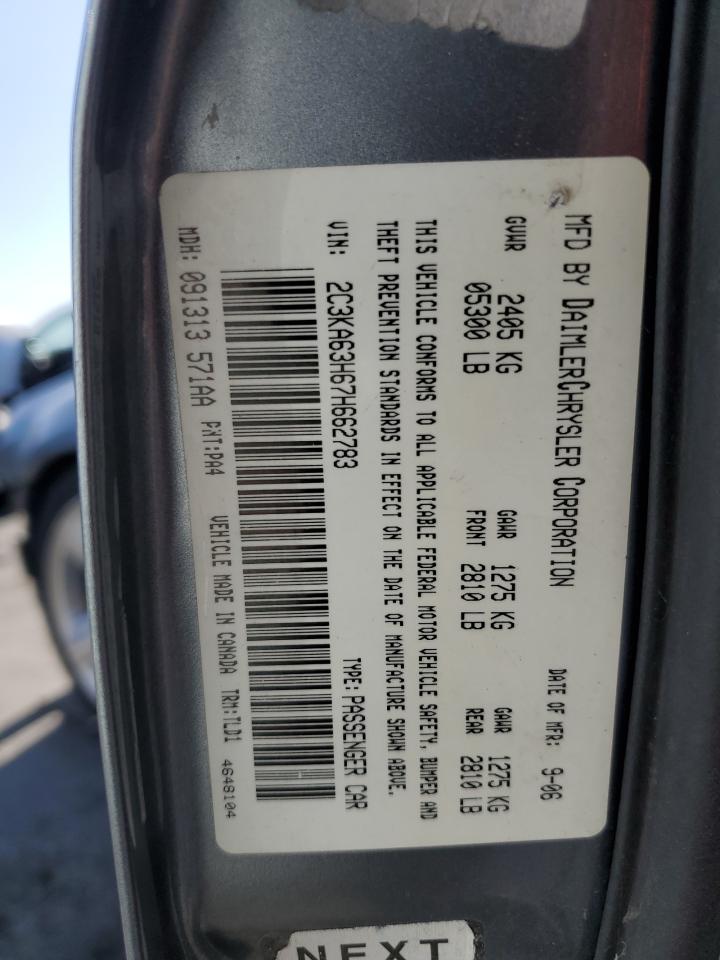 MFD BY DAIMLERCHRYSLER CORPORATION DATE OF MFR: 9-06
GVWR 2405 KG GAWR 1275 KG GAWR 1275 KG
05300 LB FRONT 2810 LB REAR 2810 LB
THIS VEHICLE CONFORMS TO ALL APPLICABLE FEDERAL MOTOR VEHICLE SAFETY, BUMPER AND
THEFT PREVENTION STANDARDS IN EFFECT ON THE DATE OF MANUFACTURE SHOWN ABOVE.
VIN: 2C3KA63H67H662783 TYPE: PASSENGER CAR
MDH: 091313 571AA PNT:PA4 VEHICLE MADE IN CANADA TRM:TLD1 4648104
NEXT